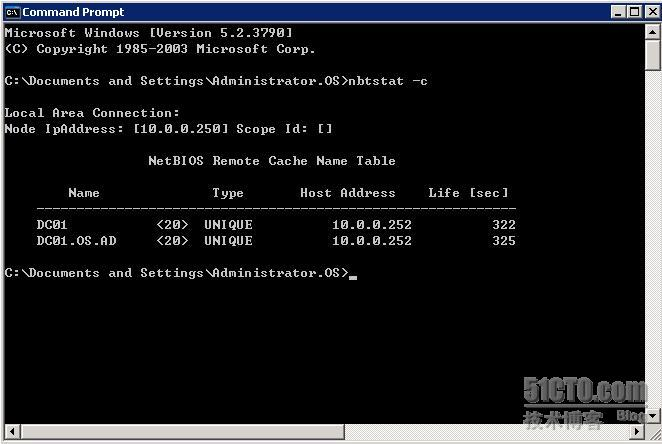 Command Prompt
Microsoft Windows [Version 5.2.3790]
(C) Copyright 1985-2003 Microsoft Corp.
C:\Documents and Settings\Administrator.OS>nbtstat -c
Local Area Connection:
Node IpAddress: [10.0.0.250] Scope Id: []
NetBIOS Remote Cache Name Table
Name Type Host Address Life [sec]
------------------------------------------------------------
DC01 <20> UNIQUE 10.0.0.252 322
DC01.OS.AD <20> UNIQUE 10.0.0.252 325
C:\Documents and Settings\Administrator.OS>_
51CTO.com
技术博客 Blog